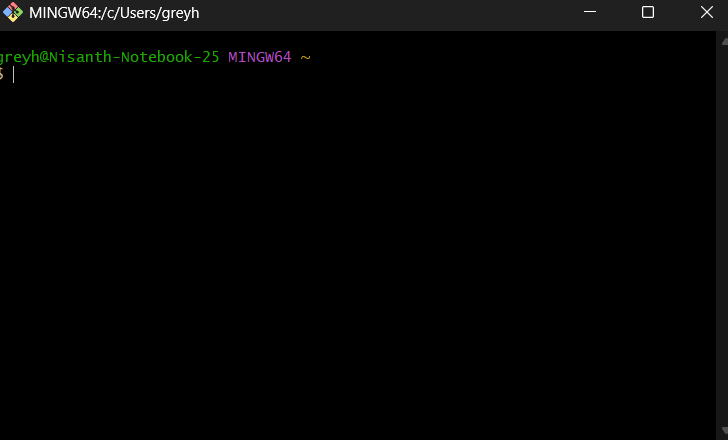 MINGW64:/c/Users/greyh
greyh@Nisanth-Notebook-25 MINGW64 ~
$